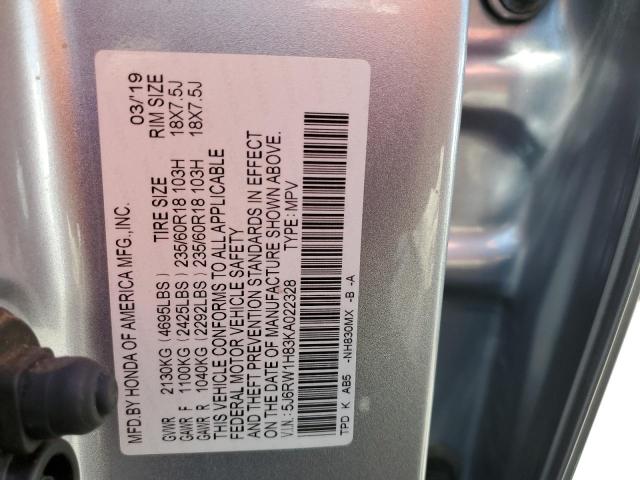 MFD.BY HONDA OF AMERICA MFG.,INC. 03/19
TIRE SIZE RIM SIZE
GVWR 2130KG (4695LBS)
GAWR F 1100KG (2425LBS) 235/60R18 103H 18X7.5J
GAWR R 1040KG (2292LBS) 235/60R18 103H 18X7.5J
THIS VEHICLE CONFORMS TO ALL APPLICABLE
FEDERAL MOTOR VEHICLE SAFETY
AND THEFT PREVENTION STANDARDS IN EFFECT
ON THE DATE OF MANUFACTURE SHOWN ABOVE.
V.I.N.: 5J6RW1H83KA022328 TYPE: MPV
TPD K AB5 -NH830MX -B -A